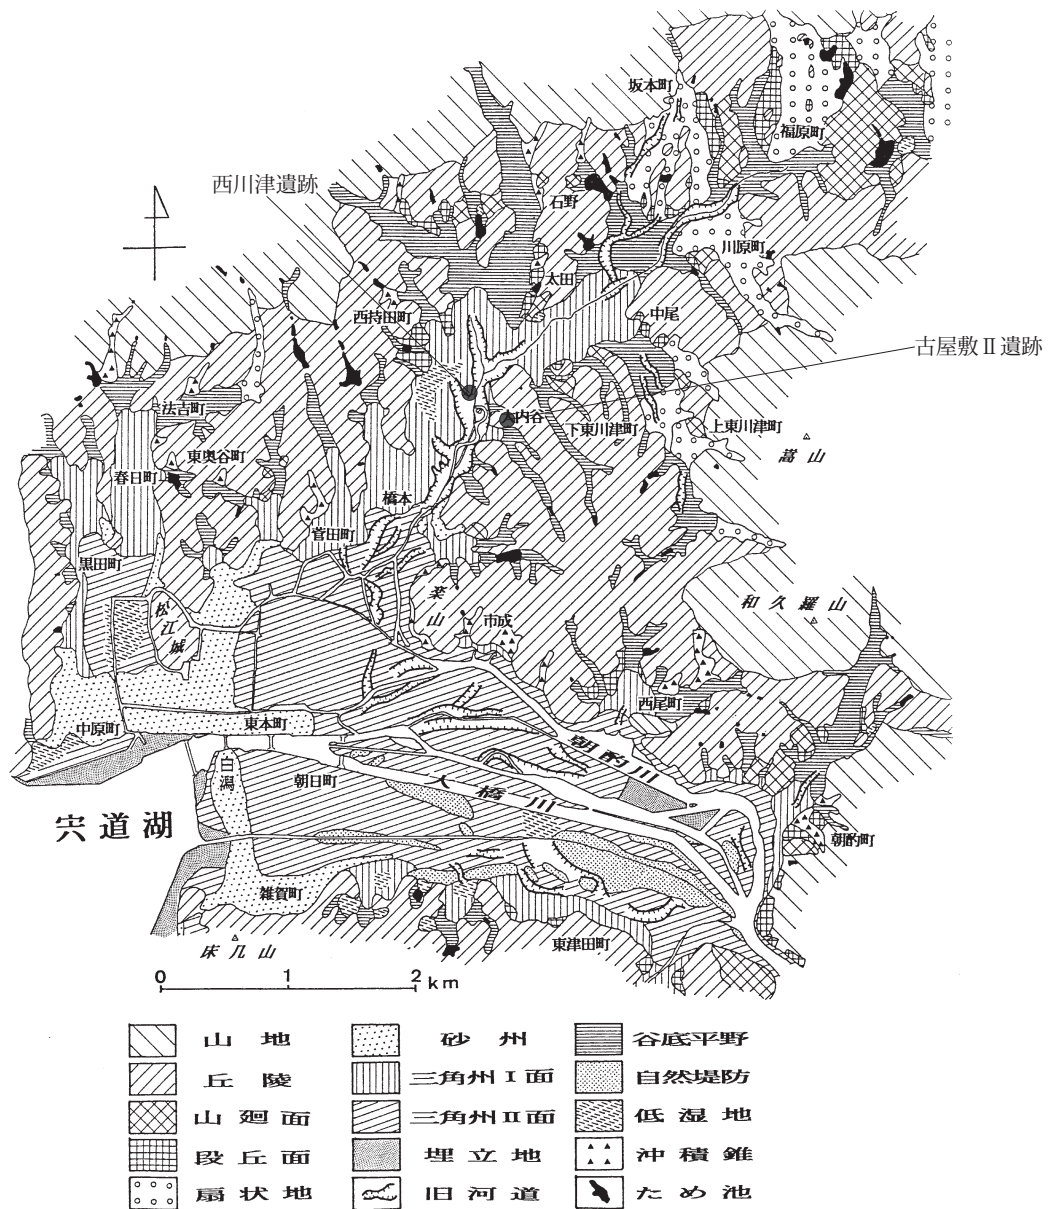 坂本町
福原町
西川津遺跡
石野
川原町
太田
西持田町
中尾
古屋敷Ⅱ遺跡
法吉町
大内谷
下東川津町
上東川津町
嵩山
東奥谷町
春日町
橋本
菅田町
黒田町
楽山
和久羅山
松江城
市成
西尾町
中原町
東本町
朝酌川
白潟
朝日町
大橋川
宍道湖
朝酌町
雑賀町
東津田町
床几山
0 1 2 km
山地 砂州 谷底平野
丘陵 三角州Ⅰ面 自然堤防
山廻面 三角州Ⅱ面 低湿地
段丘面 埋立地 沖積錐
扇状地 旧河道 ため池